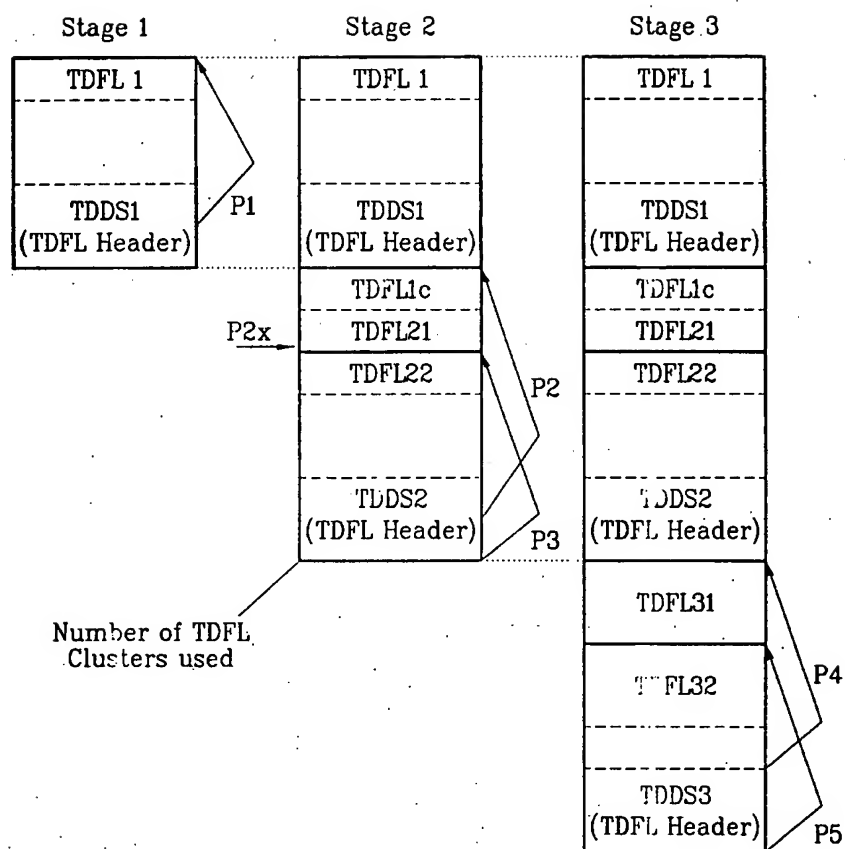 Stage 1
Stage 2
Stage 3
TDFL 1
TDDS1
(TDFL Header)
P1
TDFL 1
TDDS1
(TDFL Header)
TDFL1c
TDFL21
P2x
TDFL22
TDDS2
(TDFL Header)
P2
P3
Number of TDFL
Clusters used
TDFL 1
TDDS1
(TDFL Header)
TDFL1c
TDFL21
TDFL22
TDDS2
(TDFL Header)
TDFL31
TDFL32
TDDS3
(TDFL Header)
P4
P5